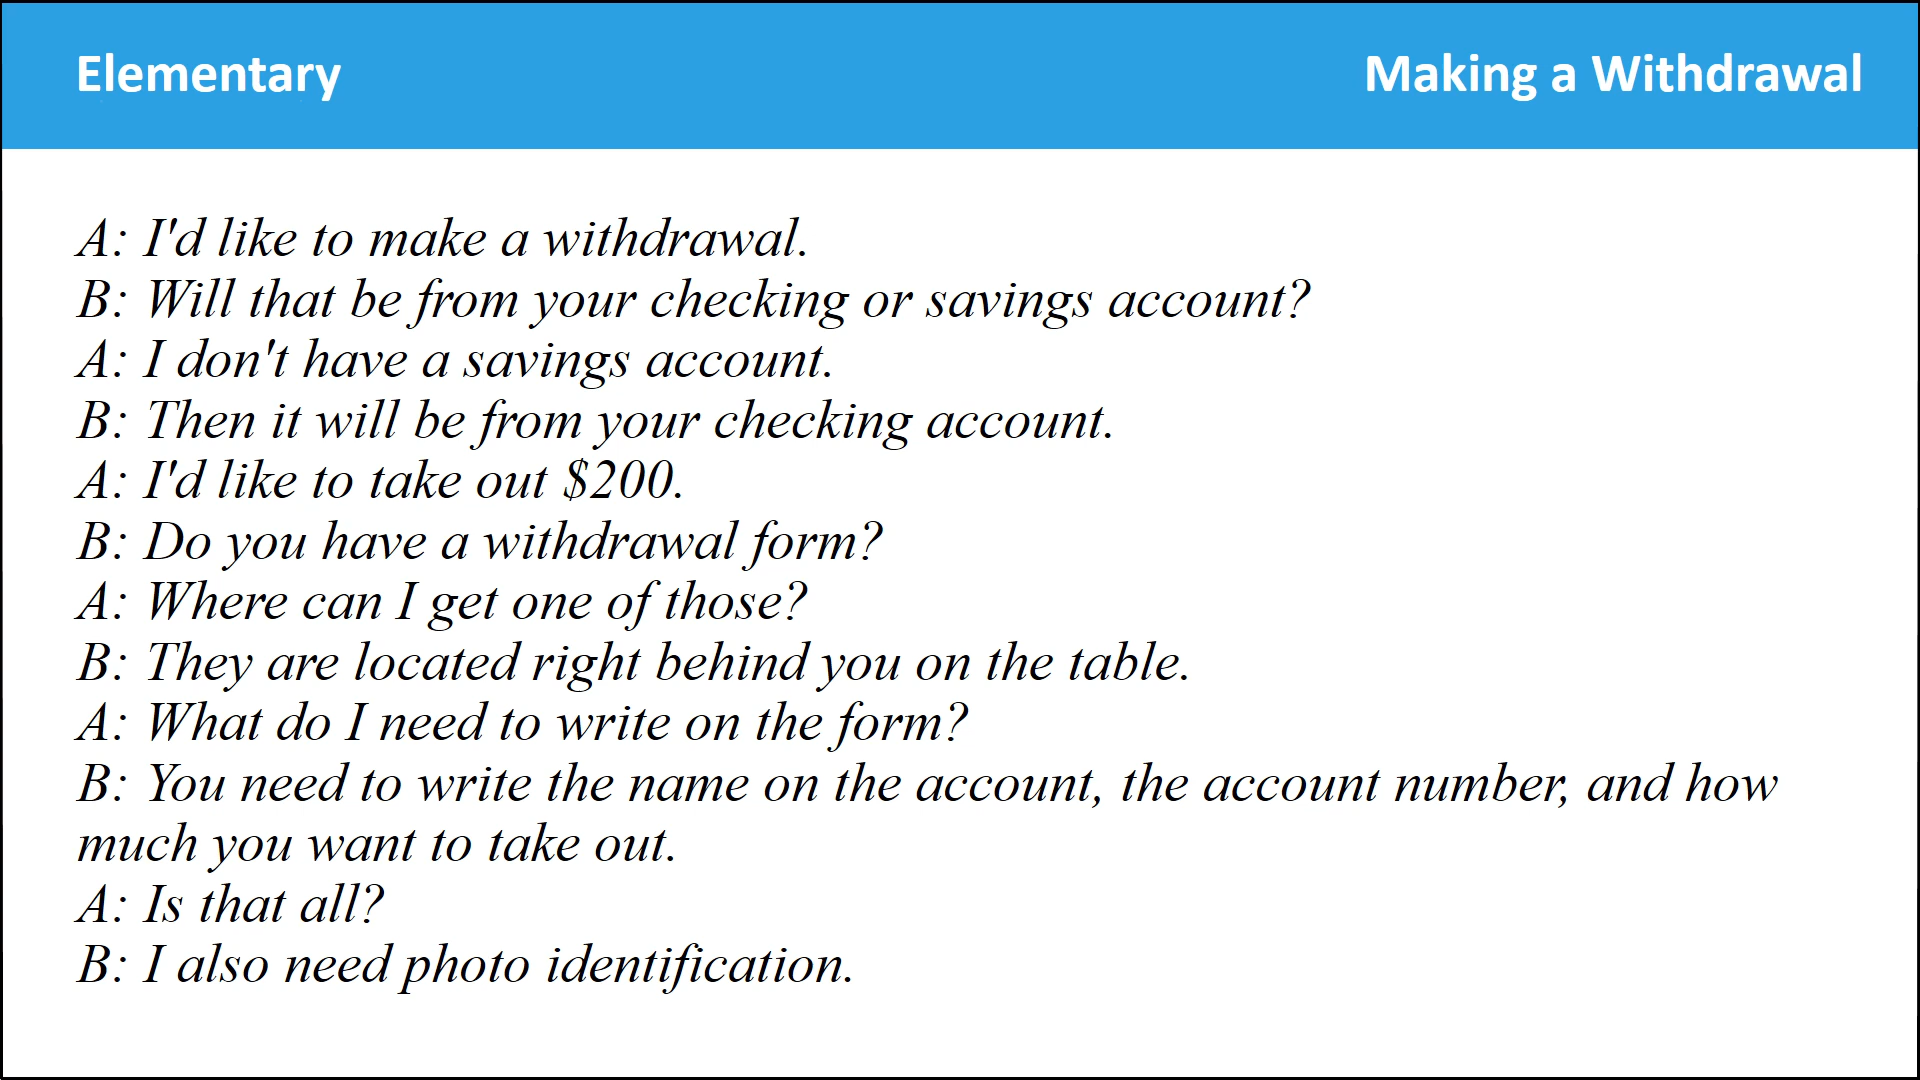 Elementary
Making a Withdrawal
A: I'd like to make a withdrawal.
B: Will that be from your checking or savings account?
A: I don't have a savings account.
B: Then it will be from your checking account.
A: I'd like to take out $200.
B: Do you have a withdrawal form?
A: Where can I get one of those?
B: They are located right behind you on the table.
A: What do I need to write on the form?
B: You need to write the name on the account, the account number, and how
much you want to take out.
A: Is that all?
B: I also need photo identification.